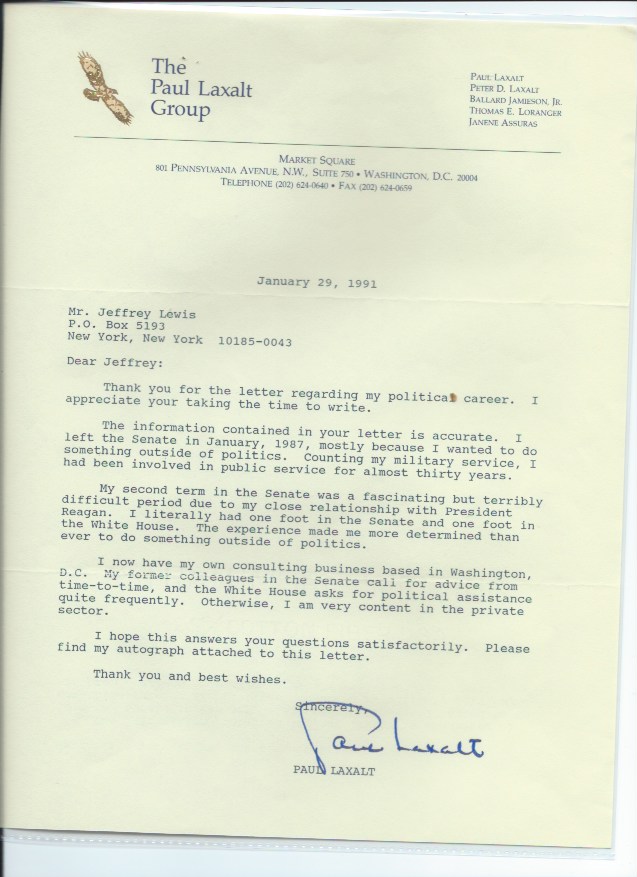 The
Paul Laxalt
Group
PAUL LAXALT
PETER D. LAXALT
BALLARD JAMIESON, JR.
THOMAS E. LORANGER
JANENE ASSURAS
MARKET SQUARE
801 PENNSYLVANIA AVENUE, N.W., SUITE 750 • WASHINGTON, D.C. 20004
TELEPHONE (202) 624-0640 • FAX (202) 624-0659
January 29, 1991
Mr. Jeffrey Lewis
P.O. Box 5193
New York, New York 10185-0043
Dear Jeffrey:
Thank you for the letter regarding my political career. I
appreciate your taking the time to write.
The information contained in your letter is accurate. I
left the Senate in January, 1987, mostly because I wanted to do
something outside of politics. Counting my military service, I
had been involved in public service for almost thirty years.
My second term in the Senate was a fascinating but terribly
difficult period due to my close relationship with President
Reagan. I literally had one foot in the Senate and one foot in
the White House. The experience made me more determined than
ever to do something outside of politics.
I now have my own consulting business based in Washington,
D.C. My former colleagues in the Senate call for advice from
time-to-time, and the White House asks for political assistance
quite frequently. Otherwise, I am very content in the private
sector.
I hope this answers your questions satisfactorily. Please
find my autograph attached to this letter.
Thank you and best wishes.
Sincerely,
Paul Laxalt
PAUL LAXALT